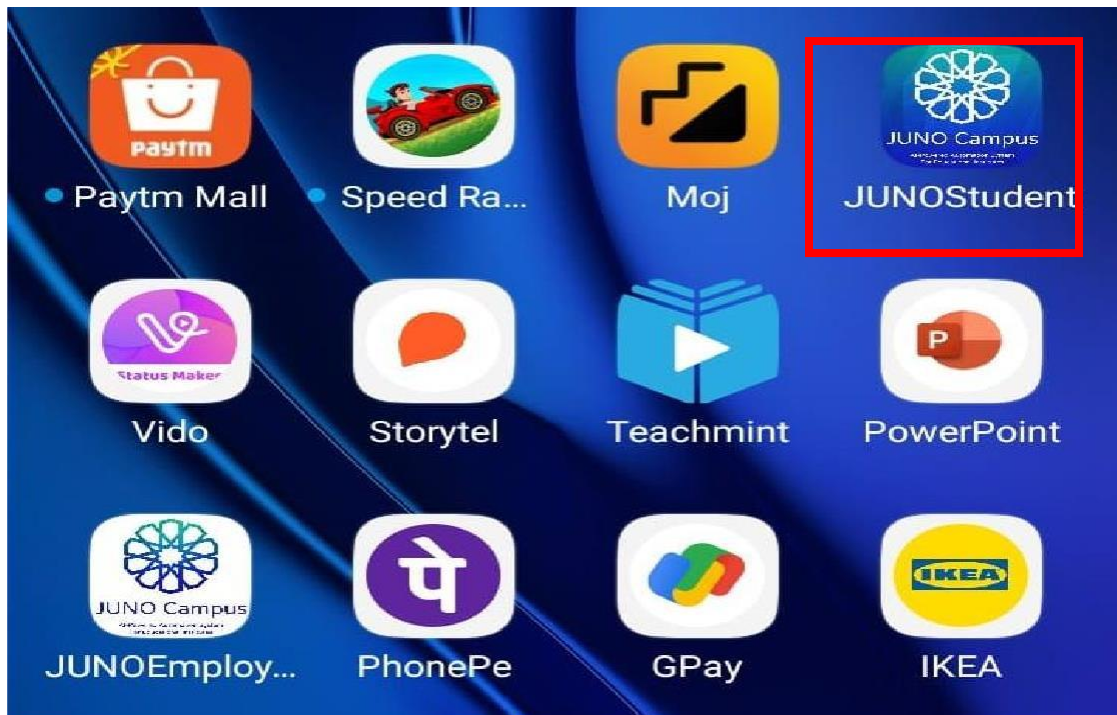 paytm
Paytm Mall
Speed Ra...
Moj
JUNO Campus
JUNOStudent
Status Maker
Vido
Storytel
Teachmint
P
PowerPoint
JUNO Campus
JUNOEmploy...
पे
PhonePe
GPay
IKEA
IKEA